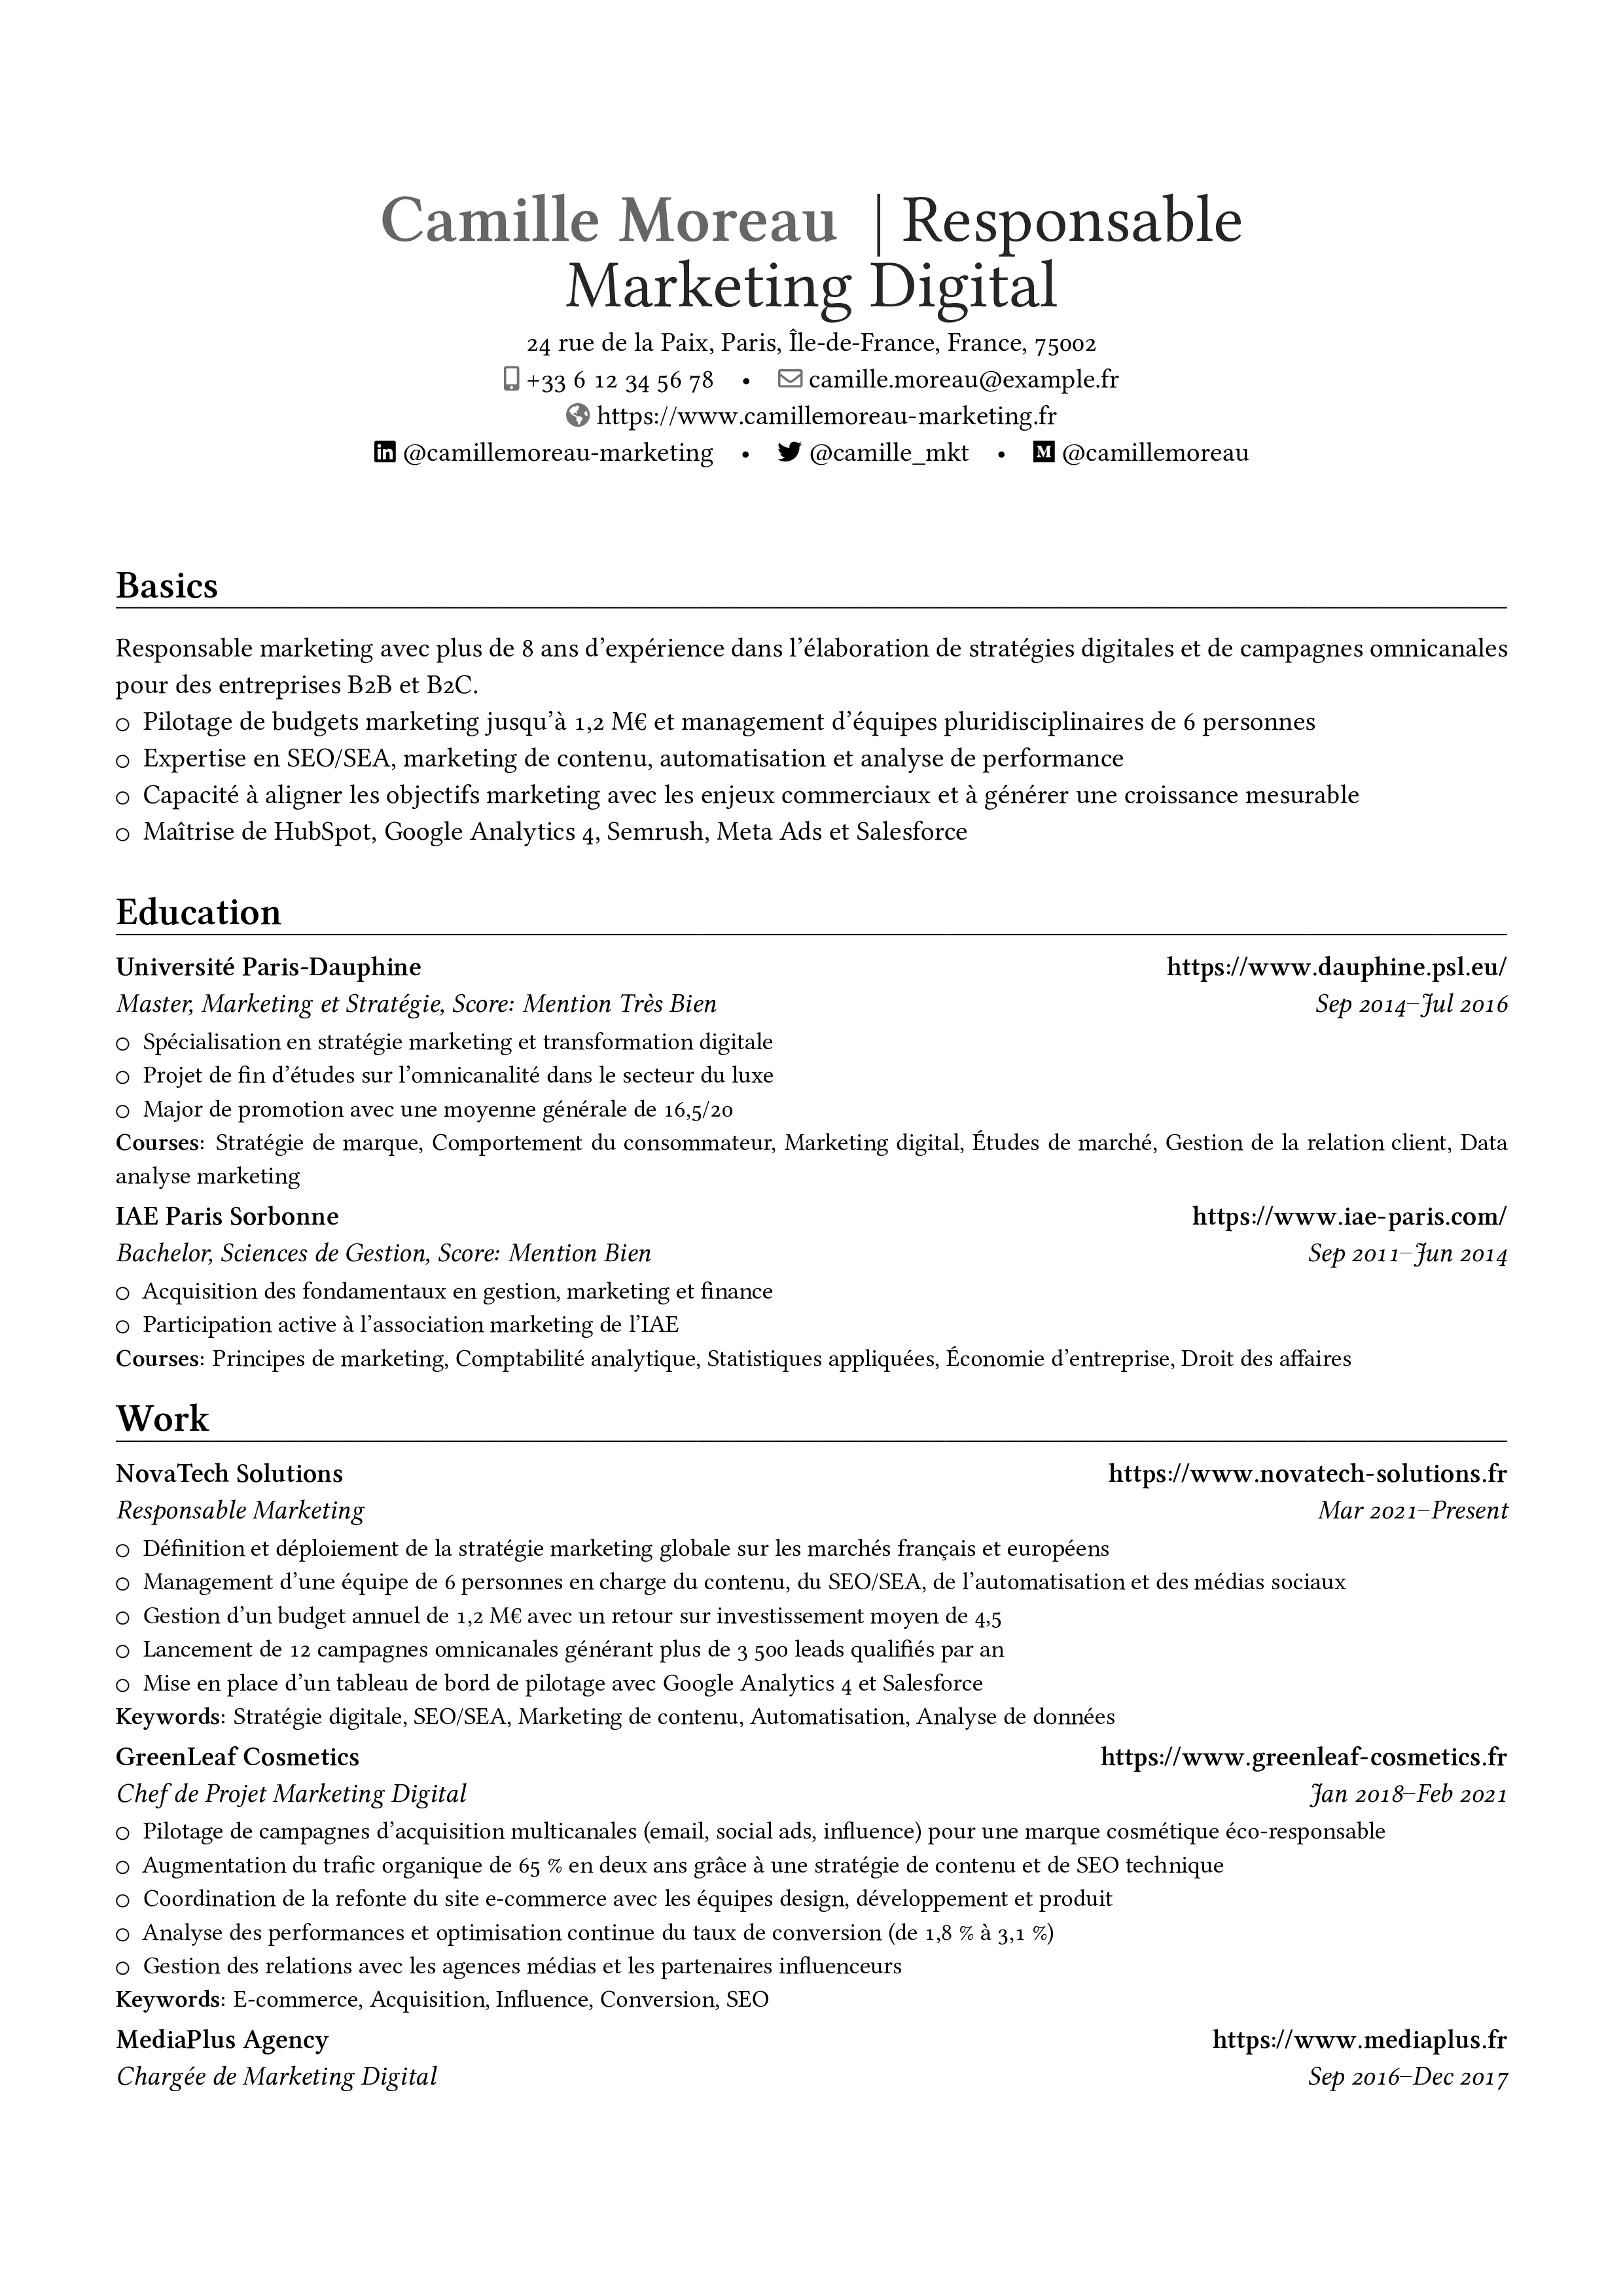 Camille Moreau | Responsable
Marketing Digital
24 rue de la Paix, Paris, Île-de-France, France, 75002
+33 6 12 34 56 78 • camille.moreau@example.fr
https://www.camillemoreau-marketing.fr
@camillemoreau-marketing • @camille_mkt • @camillemoreau
Basics
Responsable marketing avec plus de 8 ans d’expérience dans l’élaboration de stratégies digitales et de campagnes omnicanales
pour des entreprises B2B et B2C.
○ Pilotage de budgets marketing jusqu’à 1,2 M€ et management d’équipes pluridisciplinaires de 6 personnes
○ Expertise en SEO/SEA, marketing de contenu, automatisation et analyse de performance
○ Capacité à aligner les objectifs marketing avec les enjeux commerciaux et à générer une croissance mesurable
○ Maîtrise de HubSpot, Google Analytics 4, Semrush, Meta Ads et Salesforce
Education
Université Paris-Dauphine https://www.dauphine.psl.eu/
Master, Marketing et Stratégie, Score: Mention Très Bien Sep 2014–Jul 2016
○ Spécialisation en stratégie marketing et transformation digitale
○ Projet de fin d’études sur l’omnicanalité dans le secteur du luxe
○ Major de promotion avec une moyenne générale de 16,5/20
Courses: Stratégie de marque, Comportement du consommateur, Marketing digital, Études de marché, Gestion de la relation client, Data
analyse marketing
IAE Paris Sorbonne https://www.iae-paris.com/
Bachelor, Sciences de Gestion, Score: Mention Bien Sep 2011–Jun 2014
○ Acquisition des fondamentaux en gestion, marketing et finance
○ Participation active à l’association marketing de l’IAE
Courses: Principes de marketing, Comptabilité analytique, Statistiques appliquées, Économie d’entreprise, Droit des affaires
Work
NovaTech Solutions https://www.novatech-solutions.fr
Responsable Marketing Mar 2021–Present
○ Définition et déploiement de la stratégie marketing globale sur les marchés français et européens
○ Management d’une équipe de 6 personnes en charge du contenu, du SEO/SEA, de l’automatisation et des médias sociaux
○ Gestion d’un budget annuel de 1,2 M€ avec un retour sur investissement moyen de 4,5
○ Lancement de 12 campagnes omnicanales générant plus de 3 500 leads qualifiés par an
○ Mise en place d’un tableau de bord de pilotage avec Google Analytics 4 et Salesforce
Keywords: Stratégie digitale, SEO/SEA, Marketing de contenu, Automatisation, Analyse de données
GreenLeaf Cosmetics https://www.greenleaf-cosmetics.fr
Chef de Projet Marketing Digital Jan 2018–Feb 2021
○ Pilotage de campagnes d’acquisition multicanales (email, social ads, influence) pour une marque cosmétique éco-responsable
○ Augmentation du trafic organique de 65 % en deux ans grâce à une stratégie de contenu et de SEO technique
○ Coordination de la refonte du site e-commerce avec les équipes design, développement et produit
○ Analyse des performances et optimisation continue du taux de conversion (de 1,8 % à 3,1 %)
○ Gestion des relations avec les agences médias et les partenaires influenceurs
Keywords: E-commerce, Acquisition, Influence, Conversion, SEO
MediaPlus Agency https://www.mediaplus.fr
Chargée de Marketing Digital Sep 2016–Dec 2017